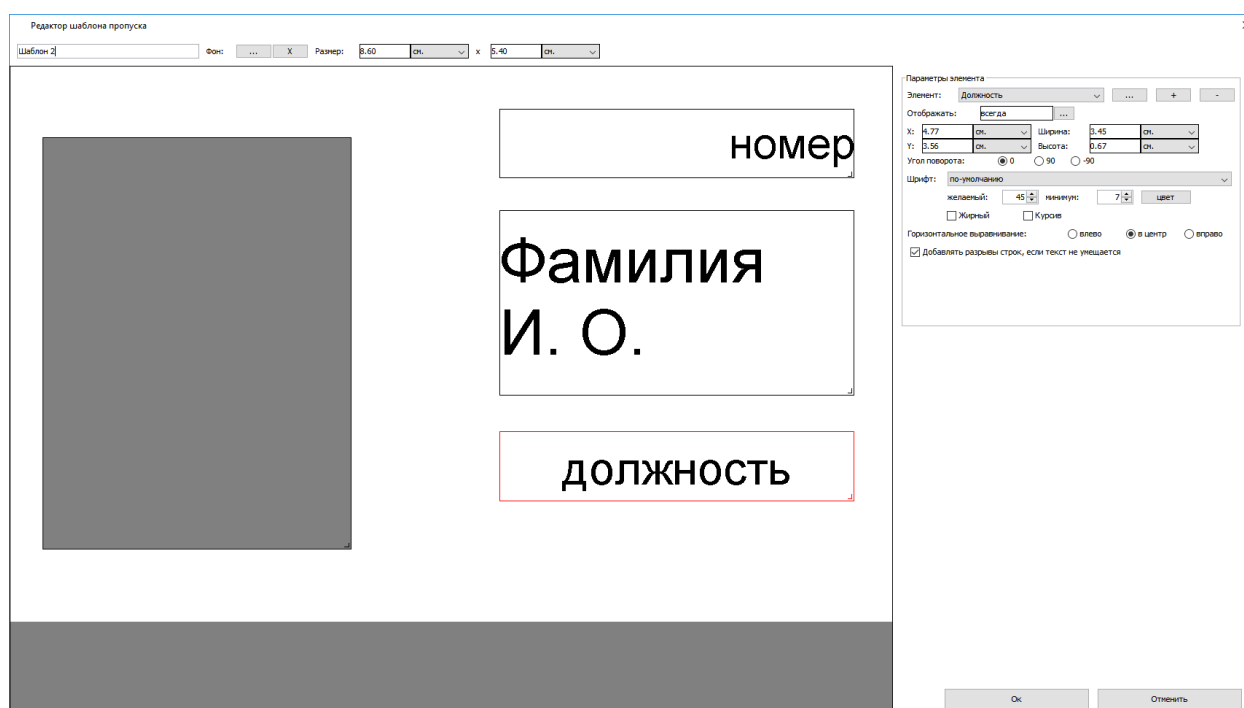 Редактор шаблона пропуска
Шаблон 2 Фон: ... X Размер: 8.60 см. x 5.40 см.
Параметры элемента
Элемент: Должность ... + -
Отображать: всегда ...
X: 4.77 см. Ширина: 3.45 см.
Y: 3.56 см. Высота: 0.67 см.
Угол поворота: 0 90 -90
Шрифт: по-умолчанию
желаемый: 45 минимум: 7 цвет
Жирный Курсив
Горизонтальное выравнивание: влево в центр вправо
Добавлять разрывы строк, если текст не умещается
номер
Фамилия
И. О.
должность
Ок Отменить